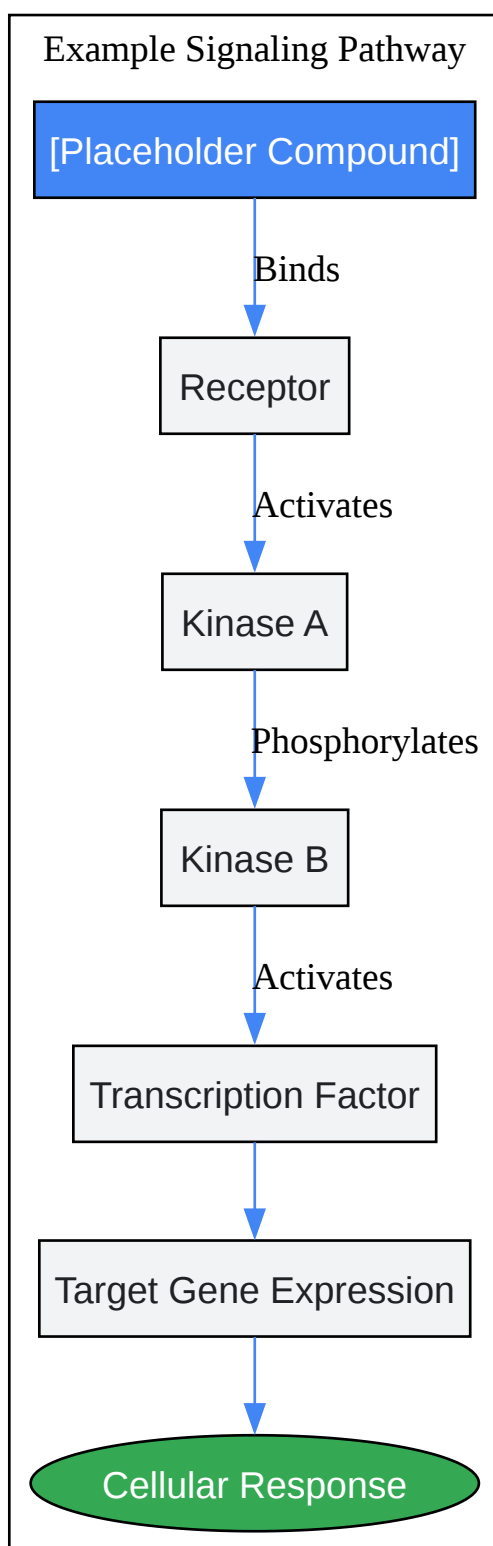 Example Signaling Pathway
[Placeholder Compound]
Binds
Receptor
Activates
Kinase A
Phosphorylates
Kinase B
Activates
Transcription Factor
Target Gene Expression
Cellular Response